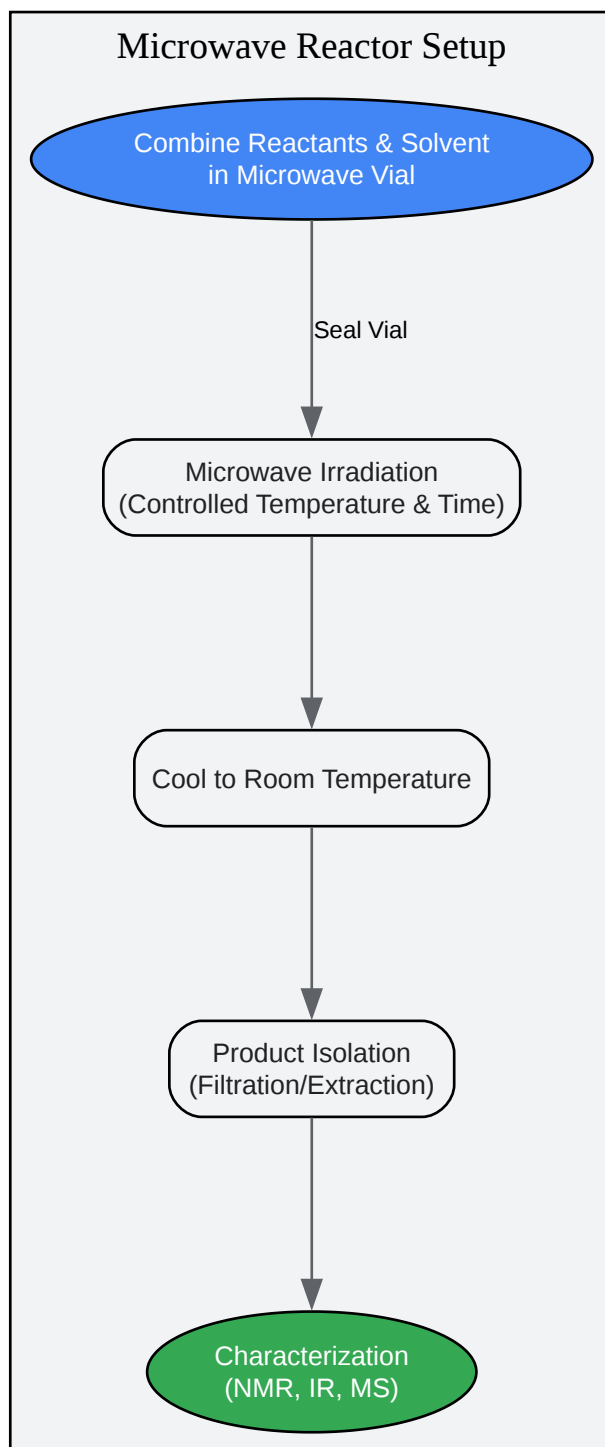 Microwave Reactor Setup
Combine Reactants & Solvent
in Microwave Vial
Seal Vial
Microwave Irradiation
(Controlled Temperature & Time)
Cool to Room Temperature
Product Isolation
(Filtration/Extraction)
Characterization
(NMR, IR, MS)